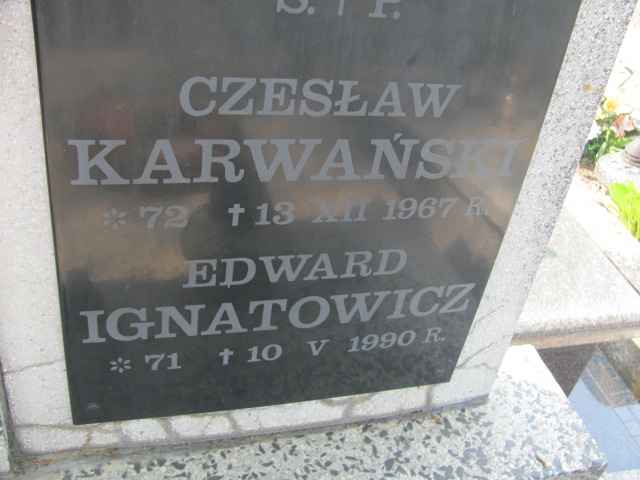 Ś. † P.
CZESŁAW
KARWAŃSKI
* 72 † 13 XII 1967 R.
EDWARD
IGNATOWICZ
* 71 † 10 V 1990 R.